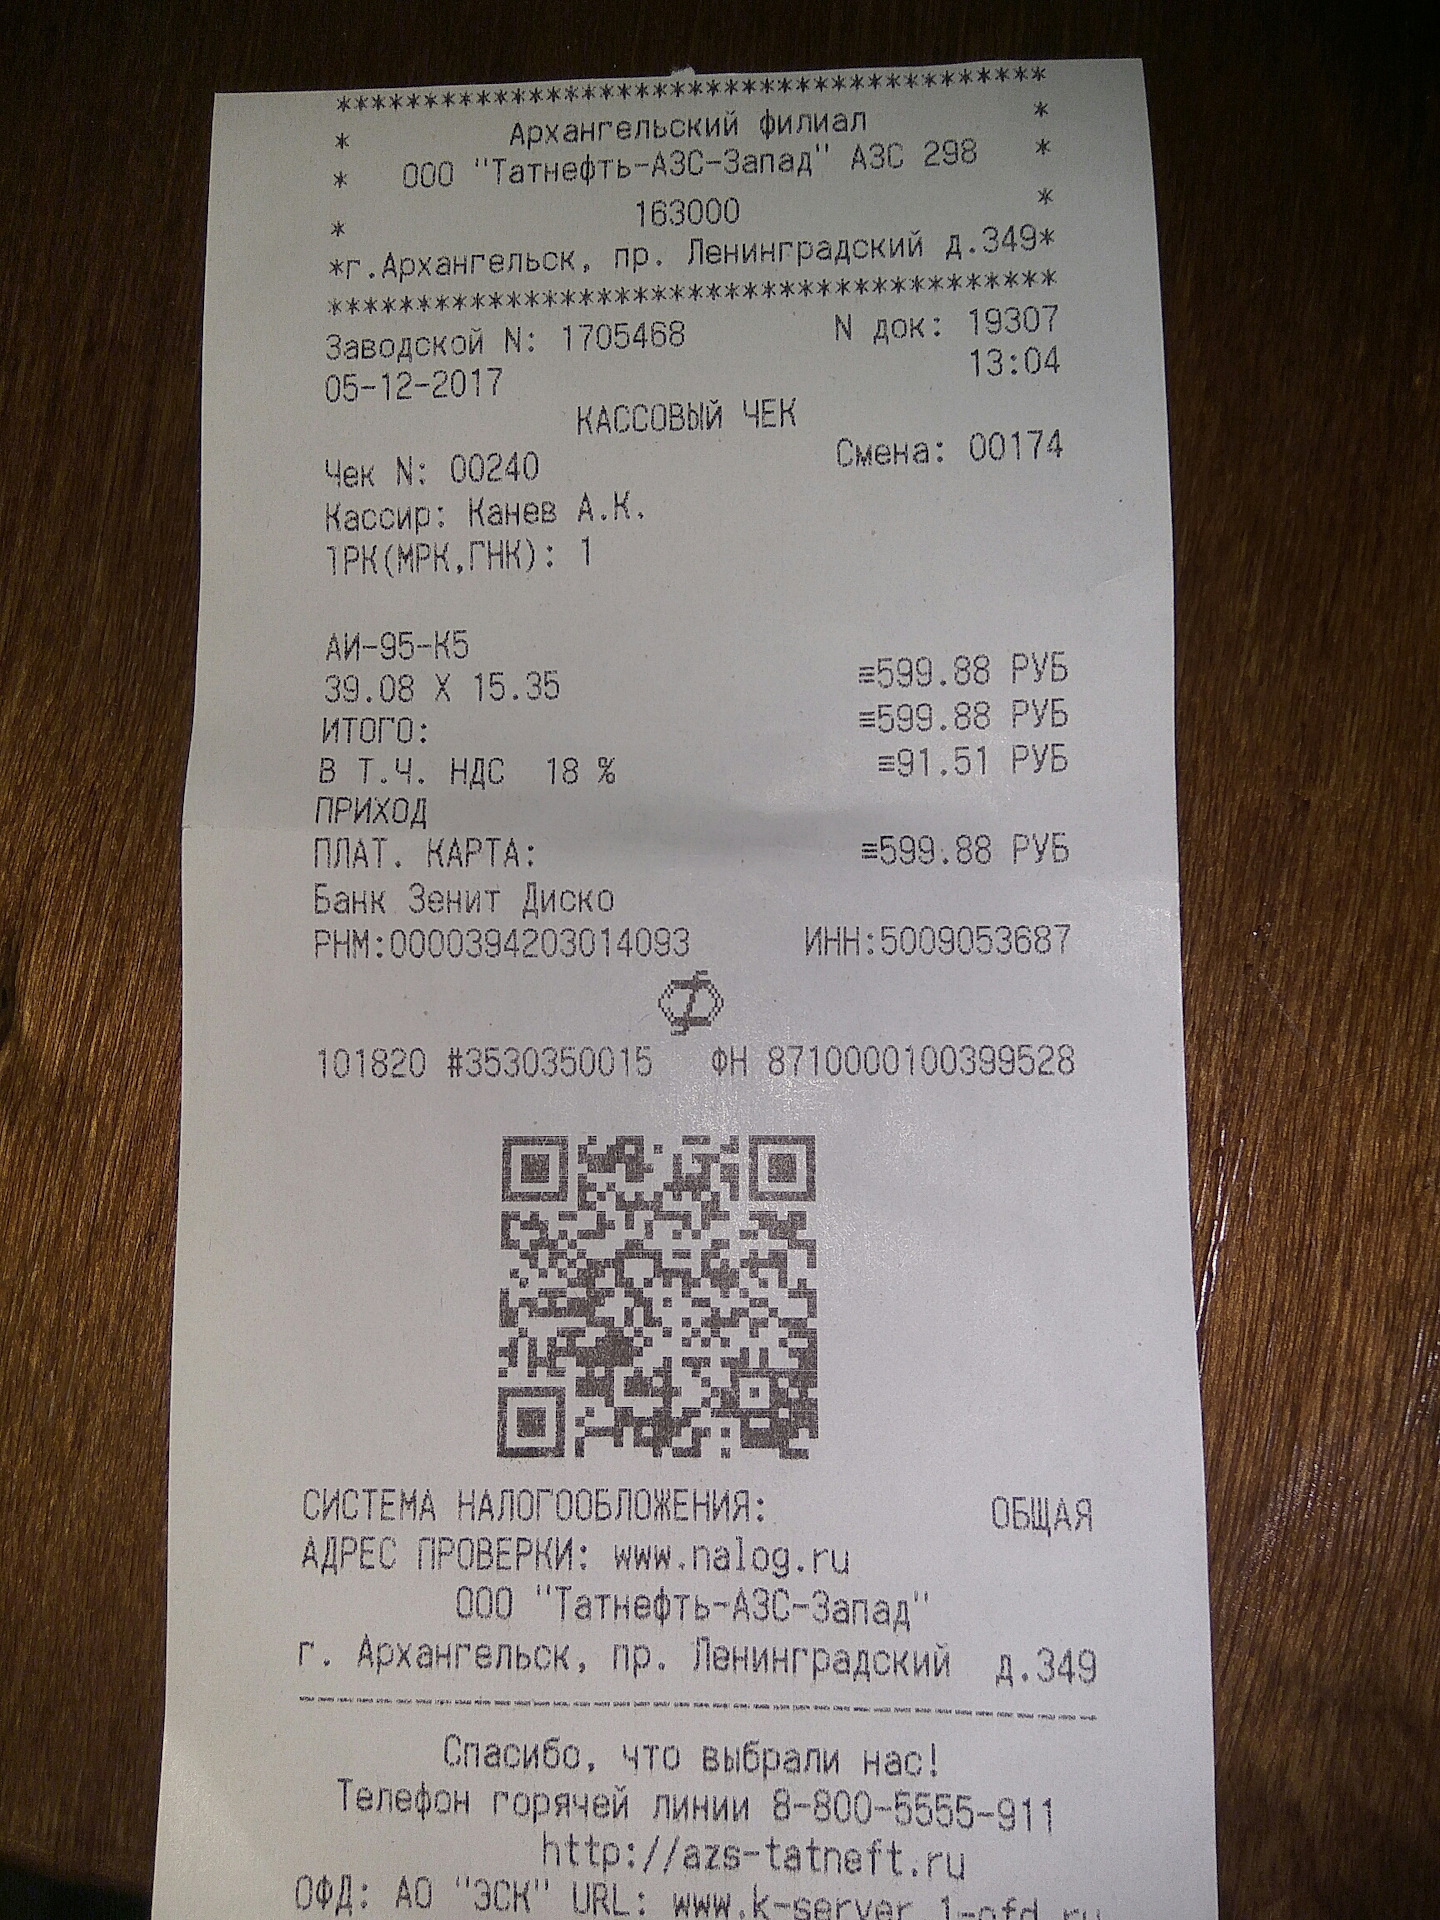 ****************************************
* Архангельский филиал *
* ООО "Татнефть-АЗС-Запад" АЗС 298 *
* 163000 *
*г.Архангельск, пр. Ленинградский д.349*
****************************************
Заводской N: 1705468 N док: 19307
05-12-2017 13:04
КАССОВЫЙ ЧЕК
Чек N: 00240 Смена: 00174
Кассир: Канев А.К.
ТРК(МРК,ГНК): 1
АИ-95-К5
39.08 X 15.35 ≡599.88 РУБ
ИТОГО: ≡599.88 РУБ
В Т.Ч. НДС 18 % ≡91.51 РУБ
ПРИХОД
ПЛАТ. КАРТА: ≡599.88 РУБ
Банк Зенит Диско
РНМ:0000394203014093 ИНН:5009053687
101820 #3530350015 ФН 8710000100399528
СИСТЕМА НАЛОГООБЛОЖЕНИЯ: ОБЩАЯ
АДРЕС ПРОВЕРКИ: www.nalog.ru
ООО "Татнефть-АЗС-Запад"
г. Архангельск, пр. Ленинградский д.349
Спасибо, что выбрали нас!
Телефон горячей линии 8-800-5555-911
http://azs-tatneft.ru
ОФД: АО "ЭСК" URL: www.k-server.1-ofd.ru